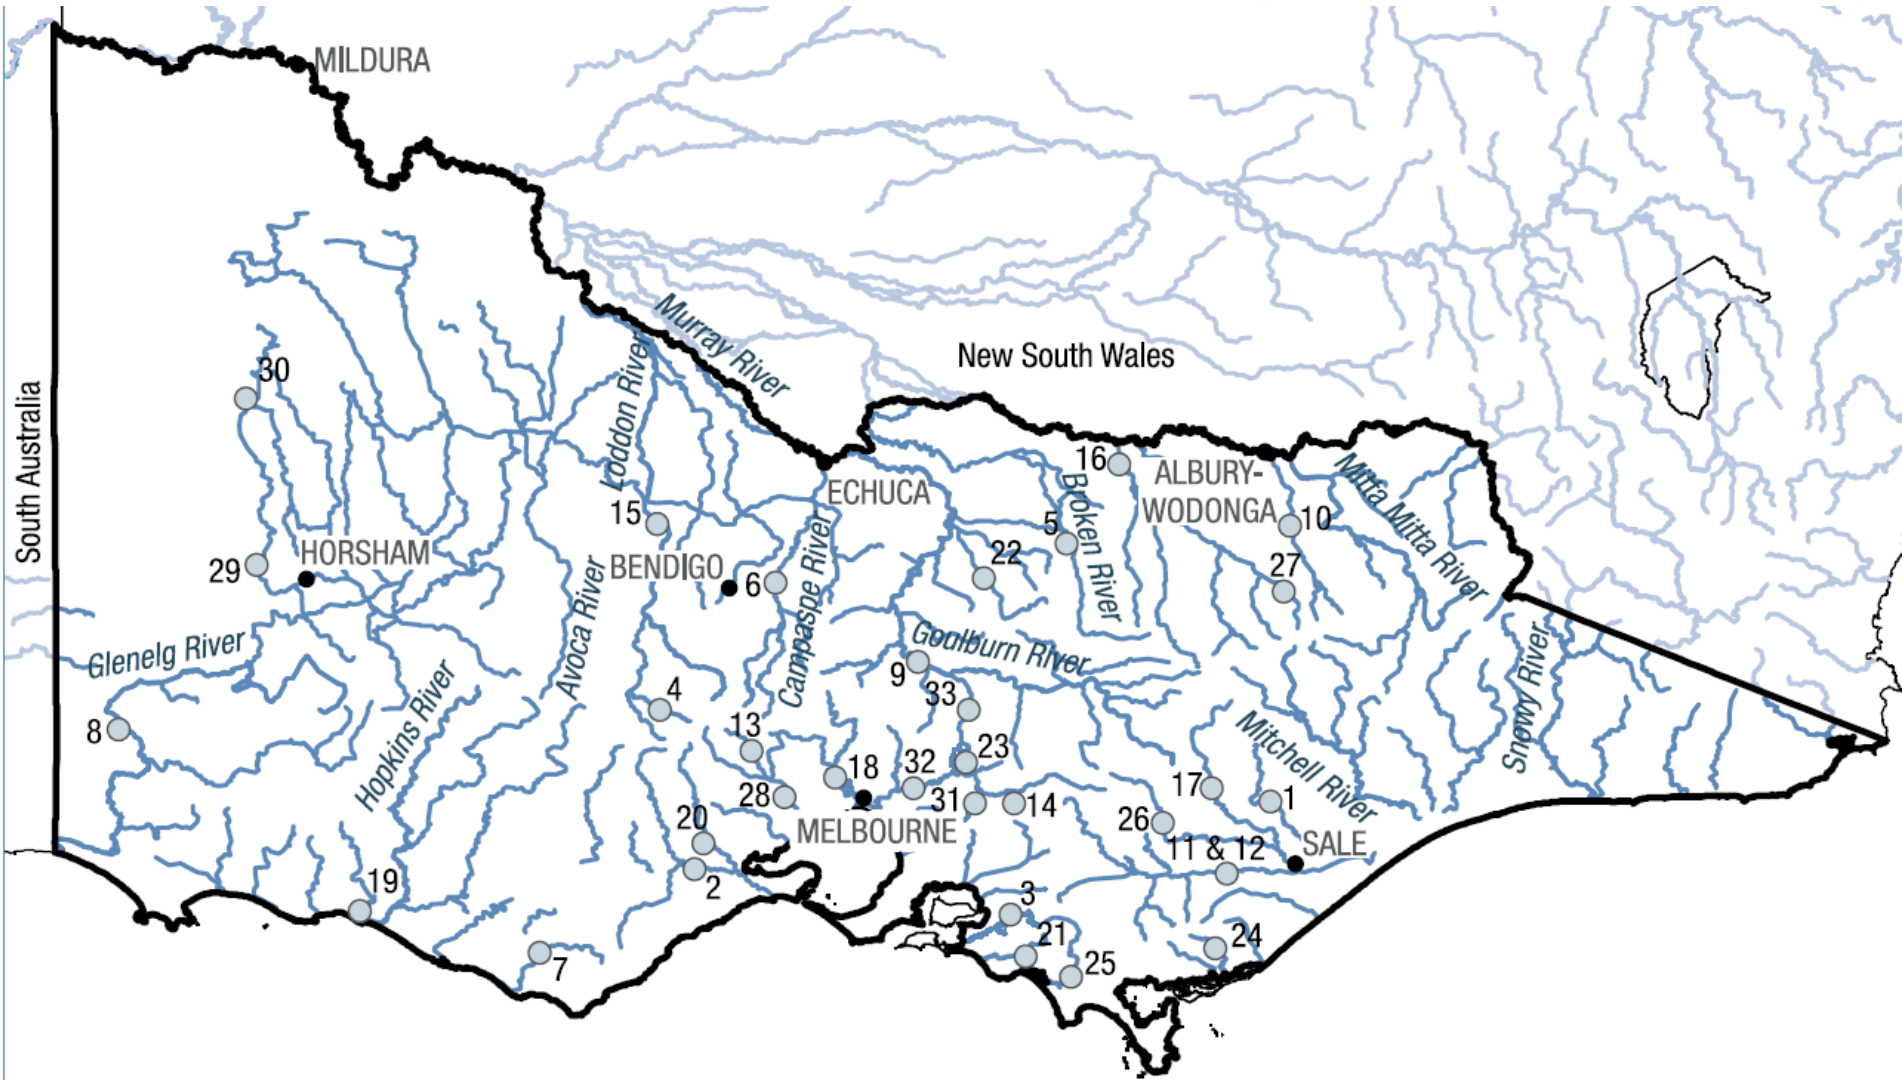 MILDURA
Murray River
New South Wales
30
Loddon River
South Australia
16
ALBURY-
WODONGA
Mitta Mitta River
ECHUCA
Broken River
15
5
10
HORSHAM
29
BENDIGO
6
22
27
Campaspe River
Avoca River
Glenelg River
Goulburn River
9
Snowy River
Hopkins River
8
4
33
13
Mitchell River
18
32
23
28
31
14
17
1
MELBOURNE
20
26
SALE
11 & 12
2
19
3
21
24
7
25